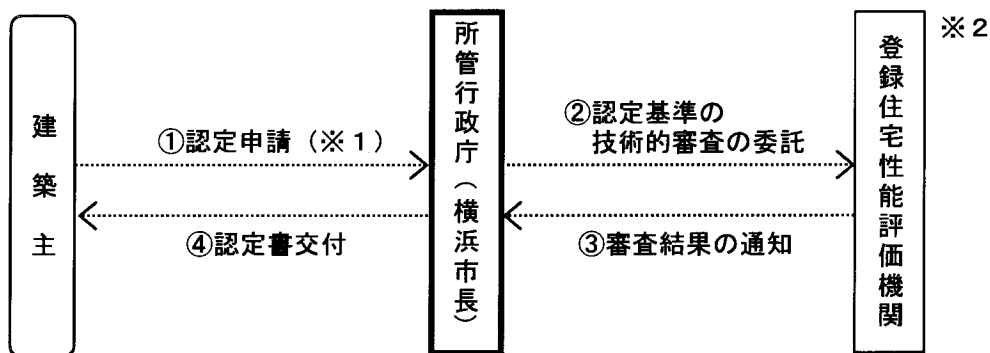 建築主
①認定申請（※１）
④認定書交付
所管行政庁（横浜市長）
②認定基準の
技術的審査の委託
③審査結果の通知
登録住宅性能評価機関
※２